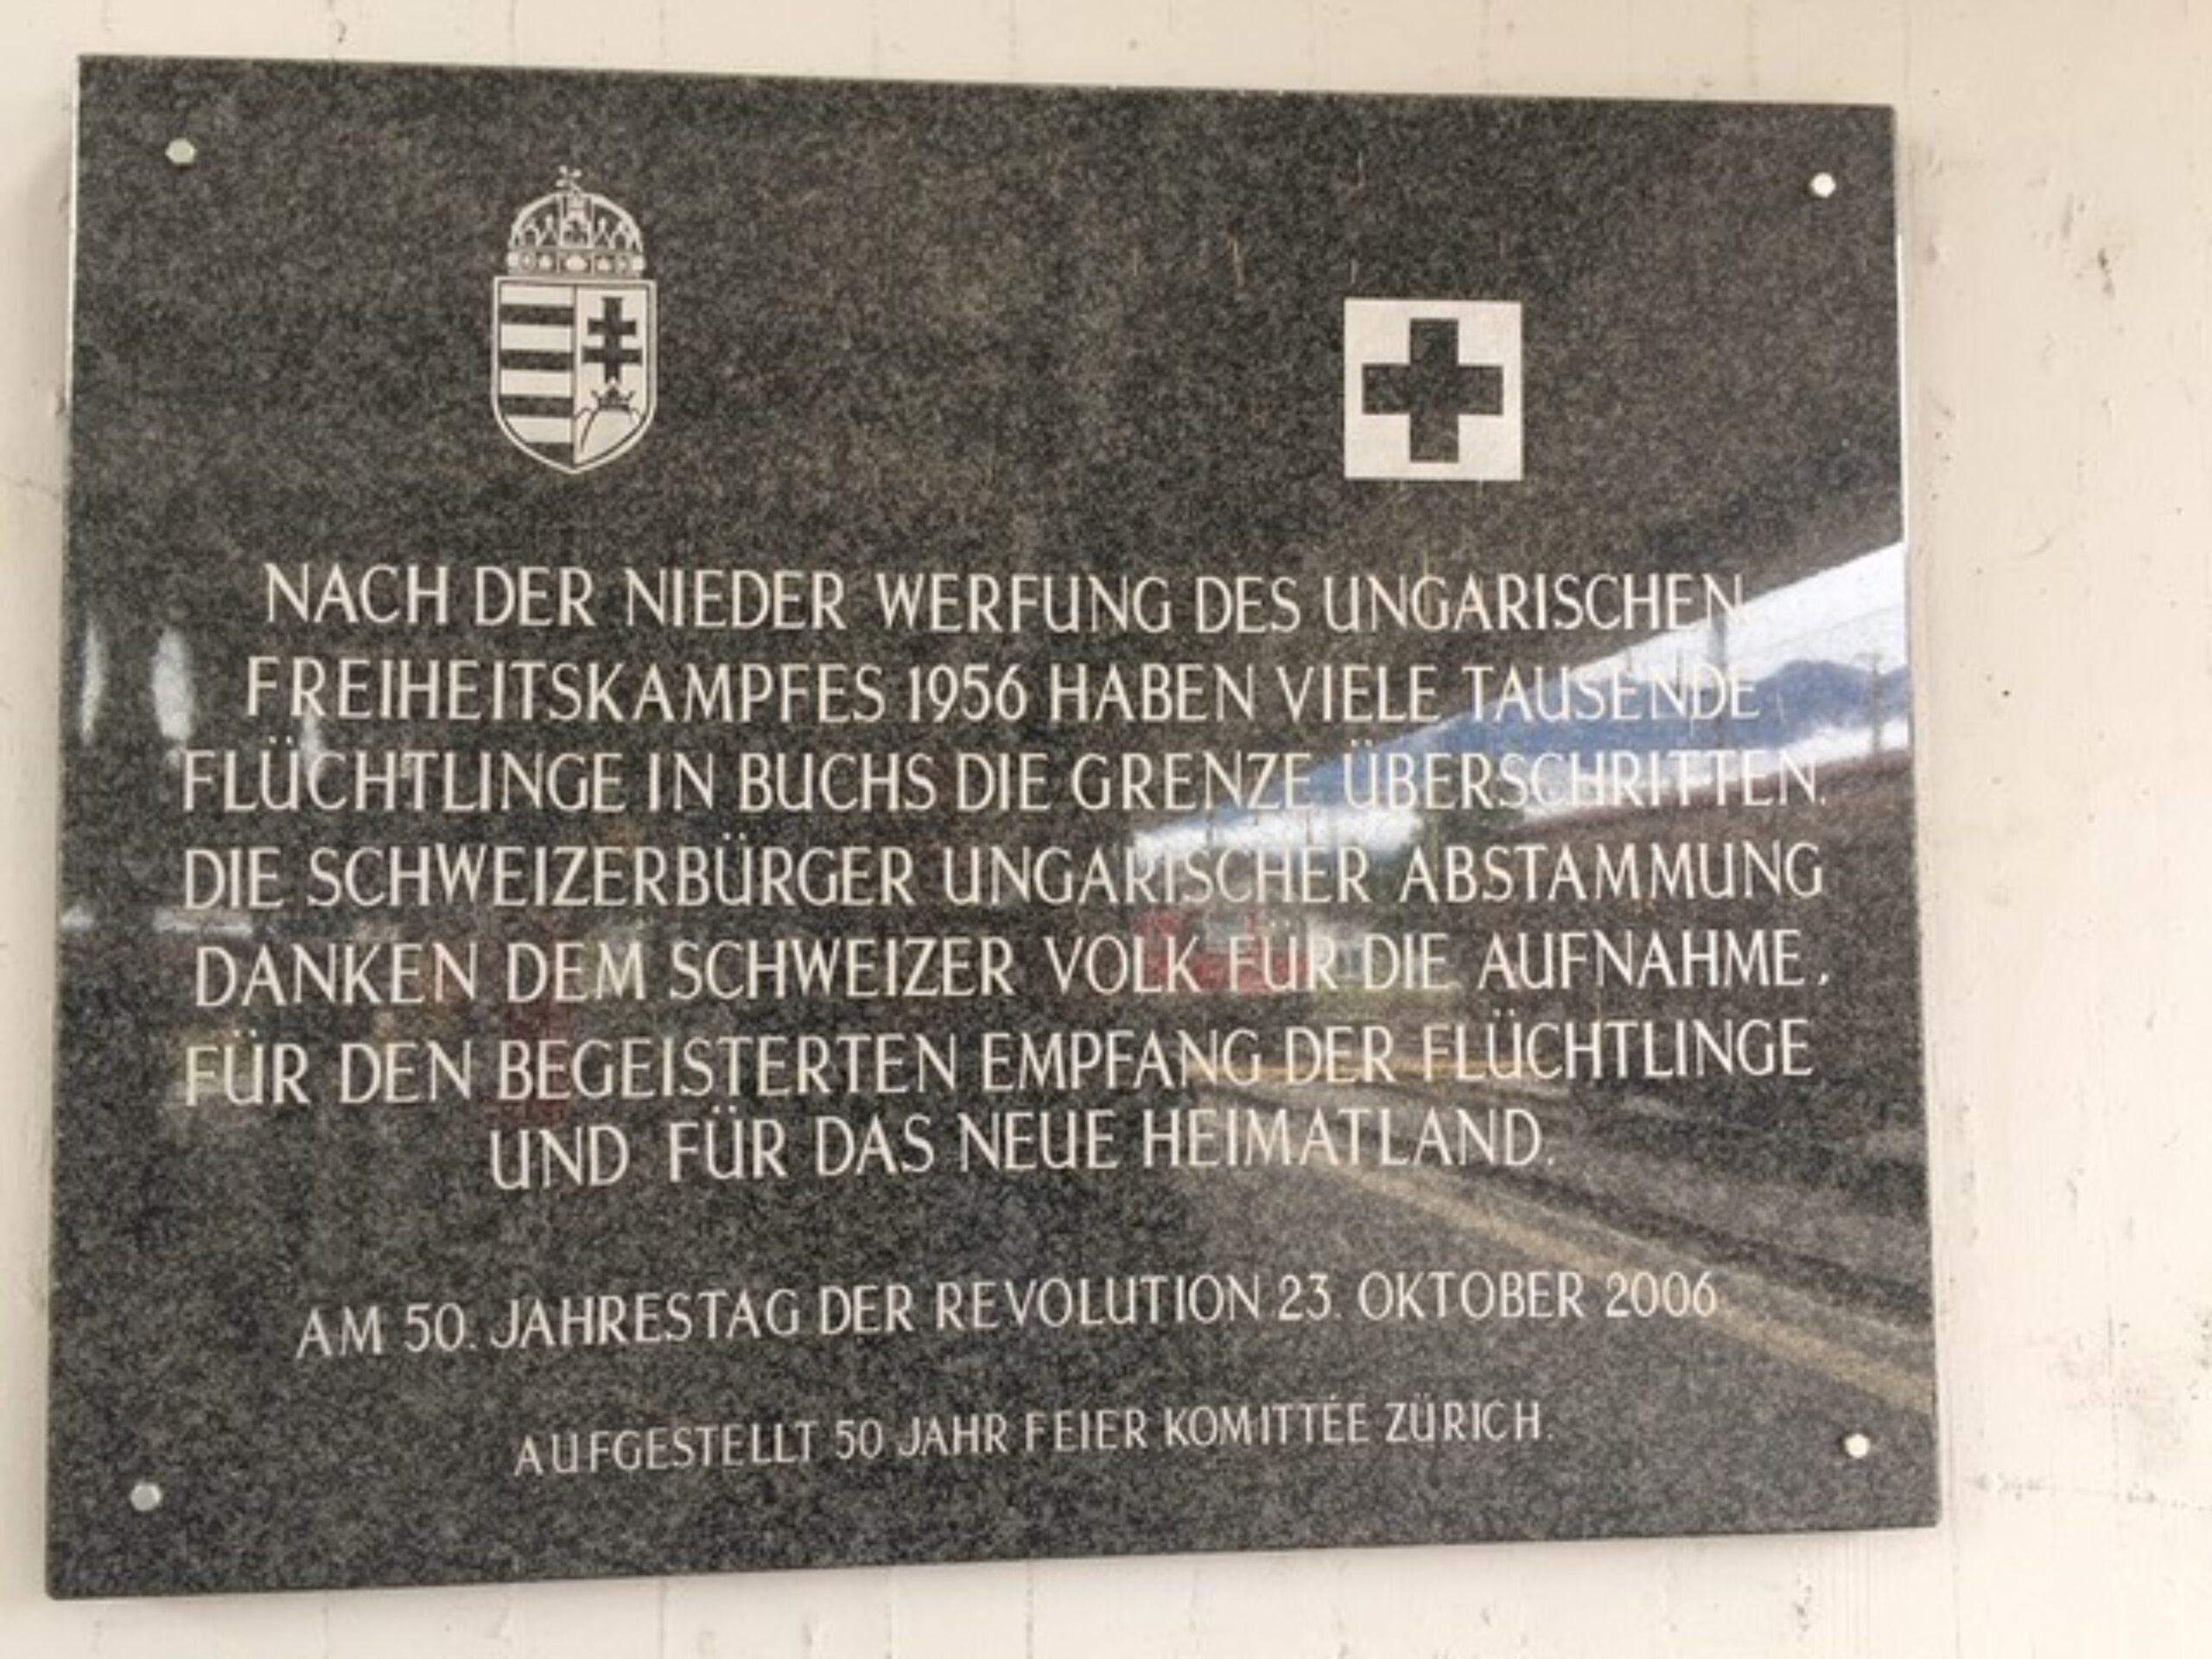 NACH DER NIEDER WERFUNG DES UNGARISCHEN
FREIHEITSKAMPFES 1956 HABEN VIELE TAUSENDE
FLÜCHTLINGE IN BUCHS DIE GRENZE ÜBERSCHRITTEN.
DIE SCHWEIZERBÜRGER UNGARISCHER ABSTAMMUNG
DANKEN DEM SCHWEIZER VOLK FÜR DIE AUFNAHME,
FÜR DEN BEGEISTERTEN EMPFANG DER FLÜCHTLINGE
UND FÜR DAS NEUE HEIMATLAND.
AM 50. JAHRESTAG DER REVOLUTION 23. OKTOBER 2006
AUFGESTELLT 50 JAHR FEIER KOMITTÉE ZÜRICH.